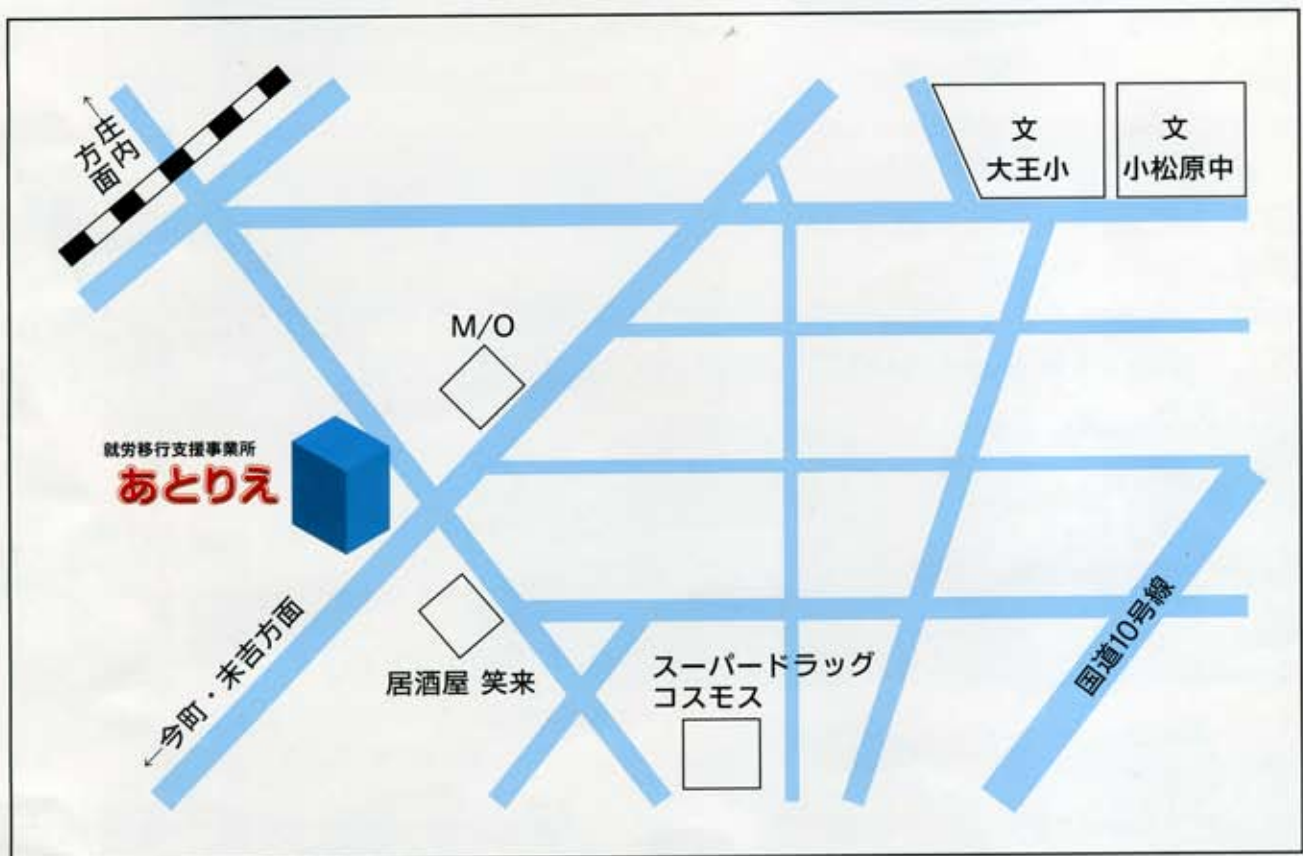 ←庄内
方面
文
大王小
文
小松原中
M/O
就労移行支援事業所
あとりえ
←今町・末吉方面
居酒屋 笑来
スーパードラッグ
コスモス
国道10号線